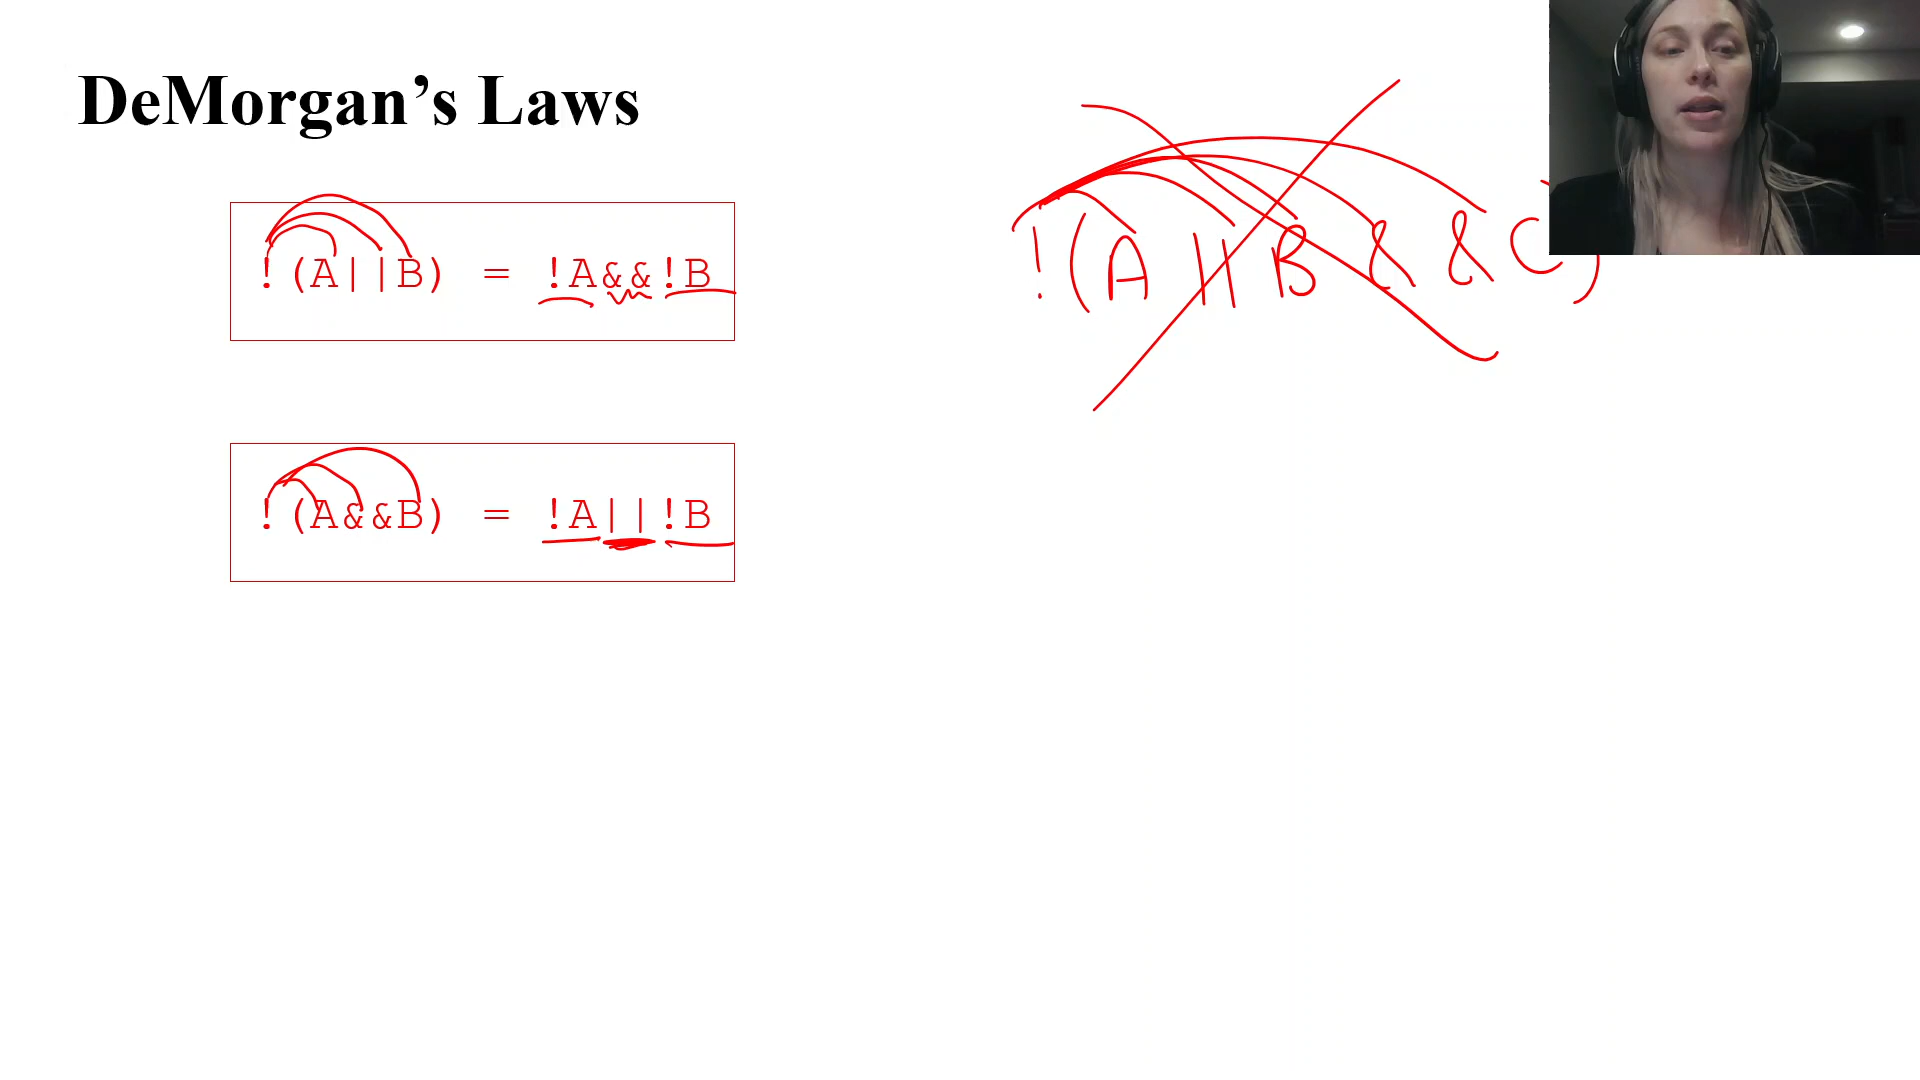 DeMorgan’s Laws
!(A||B) = !A&&!B
!(A&&B) = !A||!B
!(A || B && C)